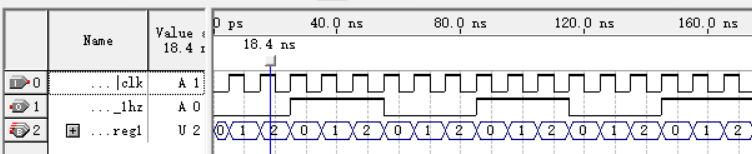 0 ps 40.0 ns 80.0 ns 120.0 ns 160.0 ns
Name Value a
18.4 r
18.4 ns
0 ...|clk A 1
1 ..._1hz A 0
2 ...reg1 U 2 0 1 2 0 1 2 0 1 2 0 1 2 0 1 2 0 1 2